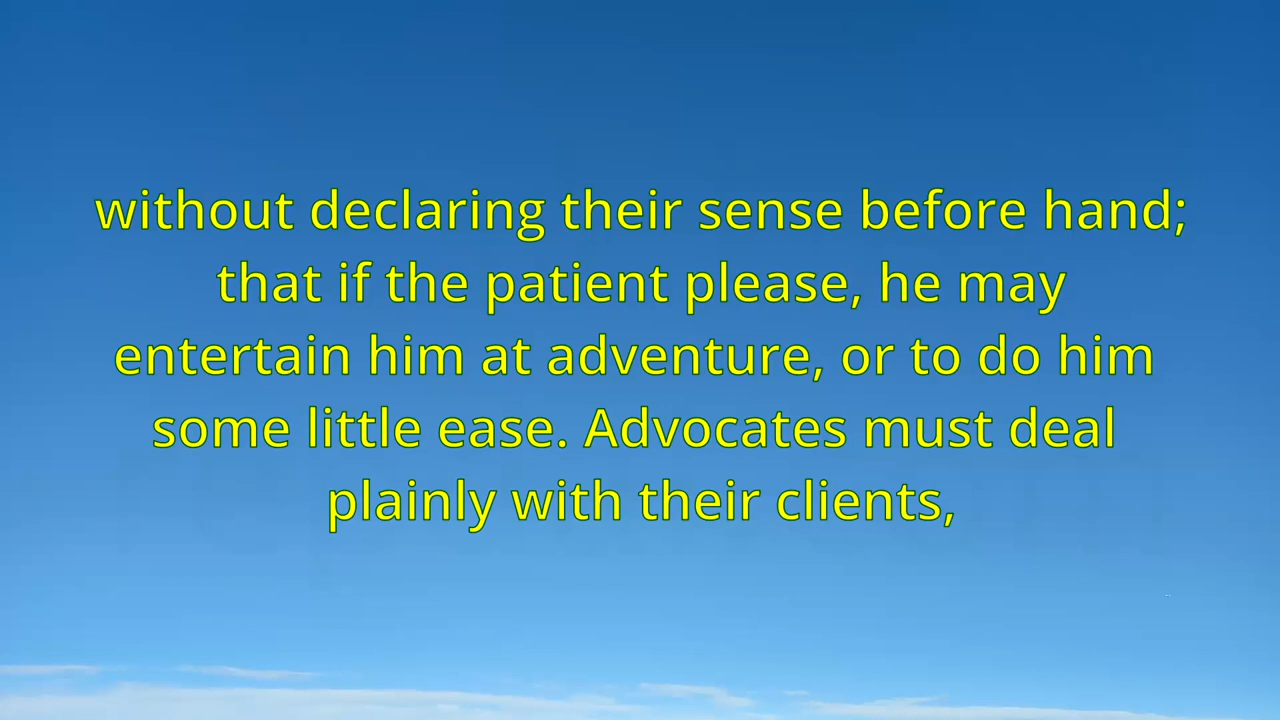 without declaring their sense before hand;
that if the patient please, he may
entertain him at adventure, or to do him
some little ease. Advocates must deal
plainly with their clients,